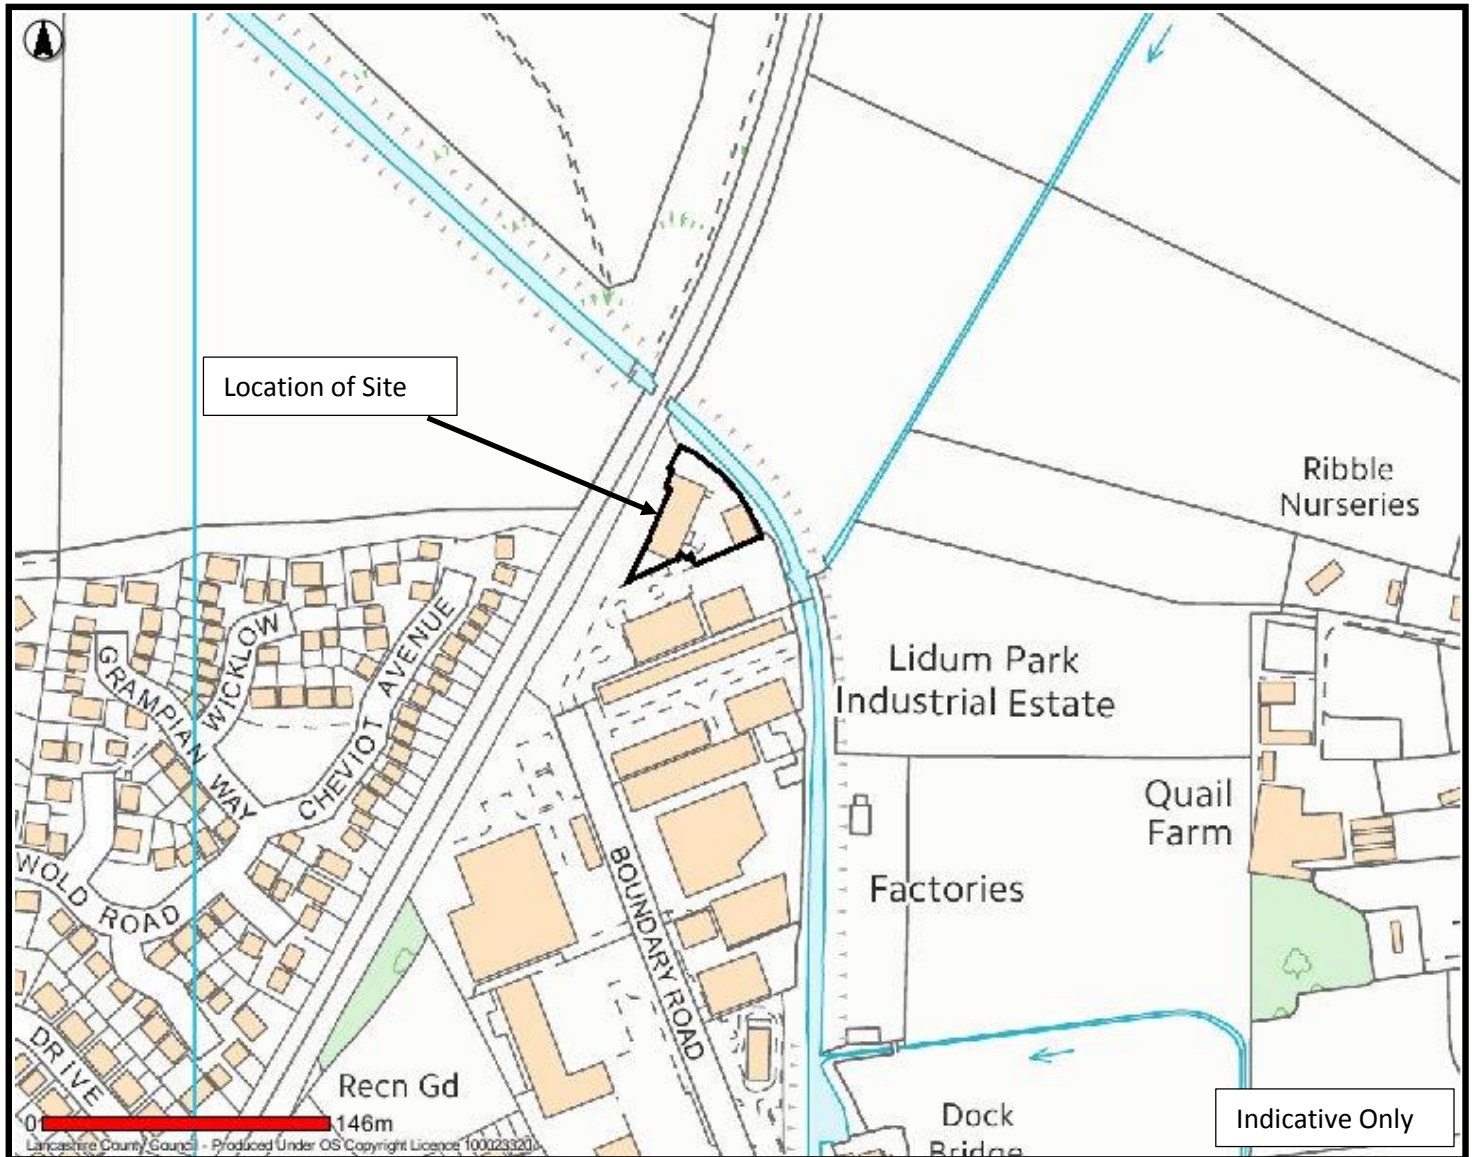 Location of Site
Ribble
Nurseries
WICKLOW
GRAMPIAN WAY
CHEVIOT AVENUE
Lidum Park
Industrial Estate
Quail
Farm
Factories
WOLD ROAD
BOUNDARY ROAD
DRIVE
Recn Gd
Dock
Bridge
Indicative Only
0
146m
Lancashire County Council - Produced Under OS Copyright Licence 100023320